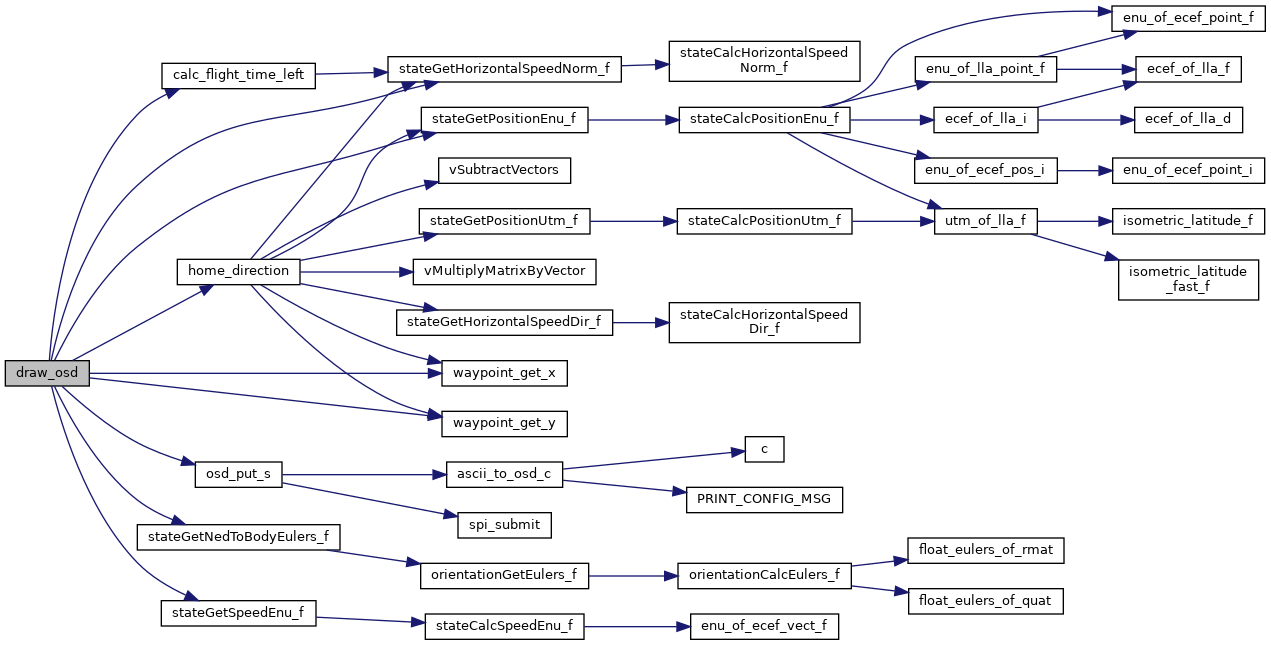 draw_osd
calc_flight_time_left
home_direction
osd_put_s
stateGetNedToBodyEulers_f
stateGetSpeedEnu_f
stateGetHorizontalSpeedNorm_f
stateGetPositionEnu_f
vSubtractVectors
stateGetPositionUtm_f
vMultiplyMatrixByVector
stateGetHorizontalSpeedDir_f
waypoint_get_x
waypoint_get_y
ascii_to_osd_c
spi_submit
orientationGetEulers_f
stateCalcSpeedEnu_f
stateCalcHorizontalSpeed
Norm_f
stateCalcPositionEnu_f
stateCalcPositionUtm_f
stateCalcHorizontalSpeed
Dir_f
c
PRINT_CONFIG_MSG
orientationCalcEulers_f
enu_of_ecef_vect_f
enu_of_lla_point_f
ecef_of_lla_i
enu_of_ecef_pos_i
utm_of_lla_f
float_eulers_of_rmat
float_eulers_of_quat
enu_of_ecef_point_f
ecef_of_lla_f
ecef_of_lla_d
enu_of_ecef_point_i
isometric_latitude_f
isometric_latitude
_fast_f